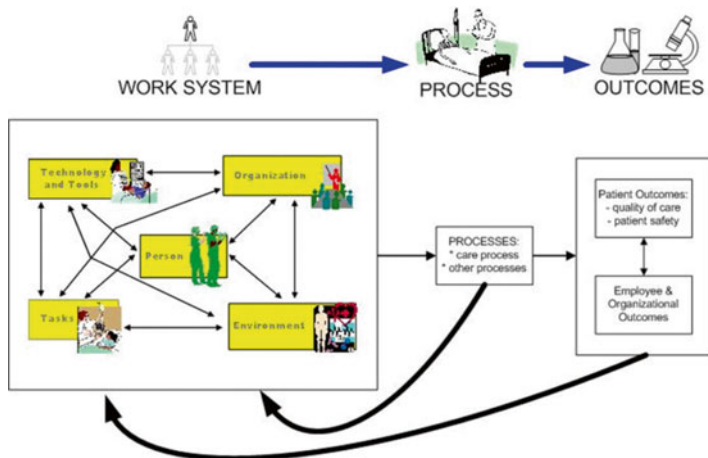 WORK SYSTEM
PROCESS
OUTCOMES
Technology
and Tools
Organization
Person
Tasks
Environment
PROCESSES:
* care process
* other processes
Patient Outcomes:
- quality of care
- patient safety
Employee &
Organizational
Outcomes